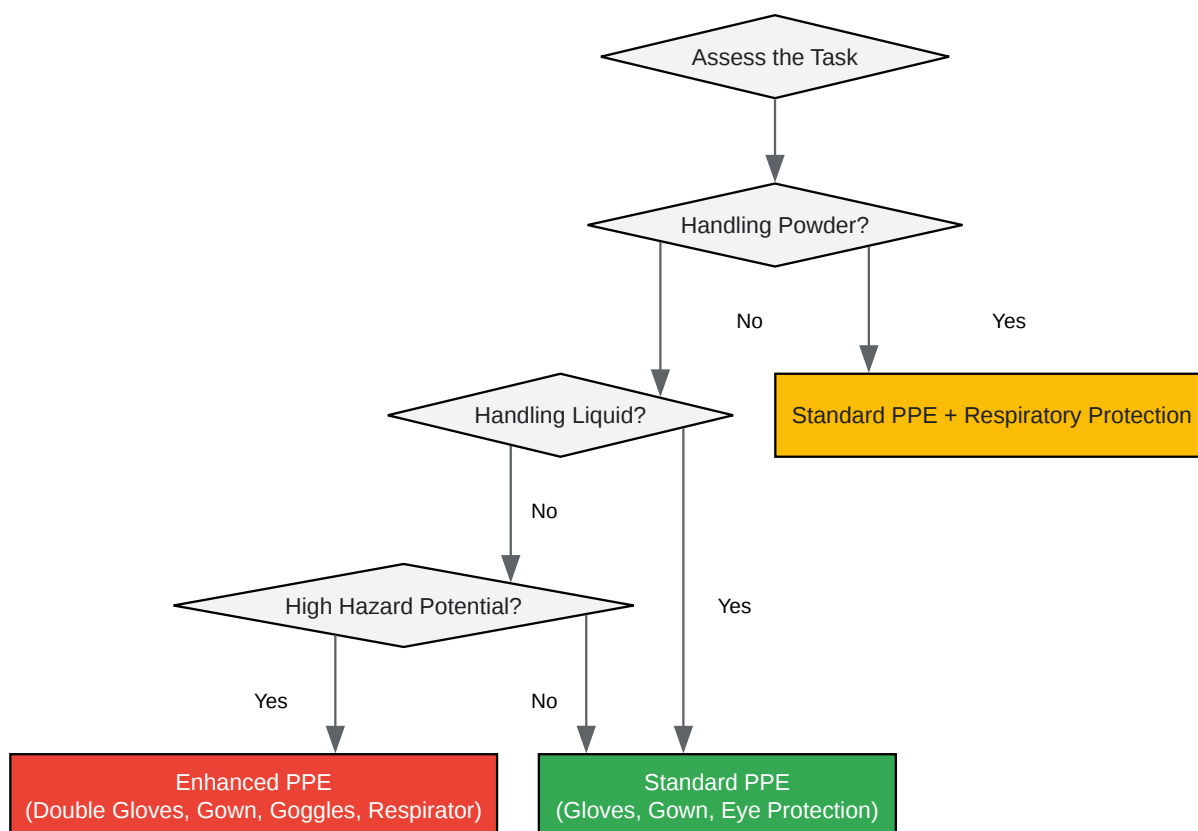 Assess the Task
Handling Powder?
No
Yes
Handling Liquid?
Standard PPE + Respiratory Protection
No
High Hazard Potential?
Yes
Yes
No
Enhanced PPE
(Double Gloves, Gown, Goggles, Respirator)
Standard PPE
(Gloves, Gown, Eye Protection)